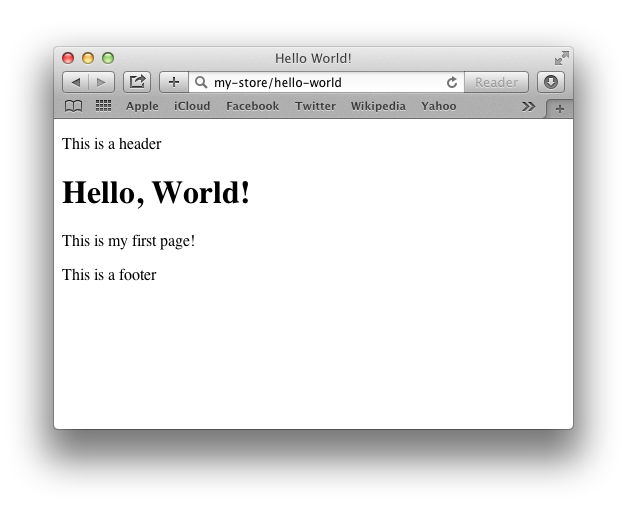 Hello World!
my-store/hello-world Reader
Apple iCloud Facebook Twitter Wikipedia Yahoo
This is a header
Hello, World!
This is my first page!
This is a footer